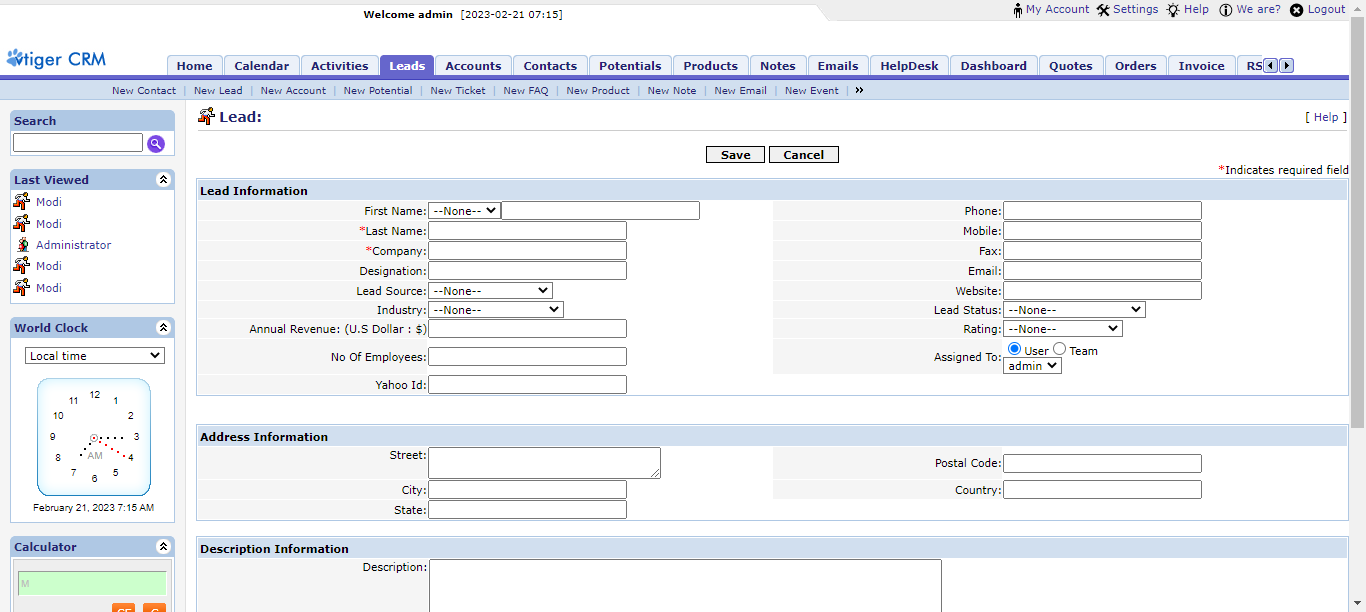 Welcome admin [2023-02-21 07:15]
My Account Settings Help We are? Logout
vtiger CRM
Home Calendar Activities Leads Accounts Contacts Potentials Products Notes Emails HelpDesk Dashboard Quotes Orders Invoice RS
New Contact | New Lead | New Account | New Potential | New Ticket | New FAQ | New Product | New Note | New Email | New Event | »
Search
Last Viewed
Modi
Modi
Administrator
Modi
Modi
World Clock
Local time
12
1
2
3
4
5
6
7
8
9
10
11
AM
February 21, 2023 7:15 AM
Calculator
M
CE C
Lead:
[ Help ]
Save Cancel
*Indicates required field
Lead Information
First Name: --None--
Phone:
*Last Name:
Mobile:
*Company:
Fax:
Designation:
Email:
Lead Source: --None--
Website:
Industry: --None--
Lead Status: --None--
Annual Revenue: (U.S Dollar : $)
Rating: --None--
No Of Employees:
Assigned To: User Team
admin
Yahoo Id:
Address Information
Street:
Postal Code:
City:
Country:
State:
Description Information
Description: